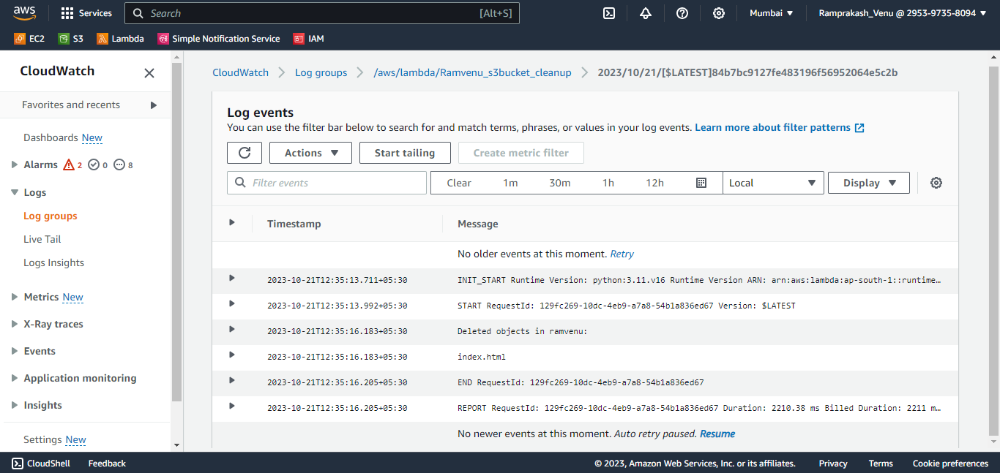 aws Services Search [Alt+S] Mumbai Ramprakash_Venu @ 2953-9735-8094
EC2 S3 Lambda Simple Notification Service IAM
CloudWatch
Favorites and recents
Dashboards New
Alarms 2 0 8
Logs
Log groups
Live Tail
Logs Insights
Metrics New
X-Ray traces
Events
Application monitoring
Insights
Settings New
CloudWatch Log groups /aws/lambda/Ramvenu_s3bucket_cleanup 2023/10/21/[$LATEST]84b7bc9127fe483196f56952064e5c2b
Log events
You can use the filter bar below to search for and match terms, phrases, or values in your log events. Learn more about filter patterns
Actions Start tailing Create metric filter
Filter events Clear 1m 30m 1h 12h Local Display
Timestamp Message
No older events at this moment. Retry
2023-10-21T12:35:13.711+05:30 INIT_START Runtime Version: python:3.11.v16 Runtime Version ARN: arn:aws:lambda:ap-south-1::runtime…
2023-10-21T12:35:13.992+05:30 START RequestId: 129fc269-10dc-4eb9-a7a8-54b1a836ed67 Version: $LATEST
2023-10-21T12:35:16.183+05:30 Deleted objects in ramvenu:
2023-10-21T12:35:16.183+05:30 index.html
2023-10-21T12:35:16.205+05:30 END RequestId: 129fc269-10dc-4eb9-a7a8-54b1a836ed67
2023-10-21T12:35:16.205+05:30 REPORT RequestId: 129fc269-10dc-4eb9-a7a8-54b1a836ed67 Duration: 2210.38 ms Billed Duration: 2211 m…
No newer events at this moment. Auto retry paused. Resume
CloudShell Feedback © 2023, Amazon Web Services, Inc. or its affiliates. Privacy Terms Cookie preferences